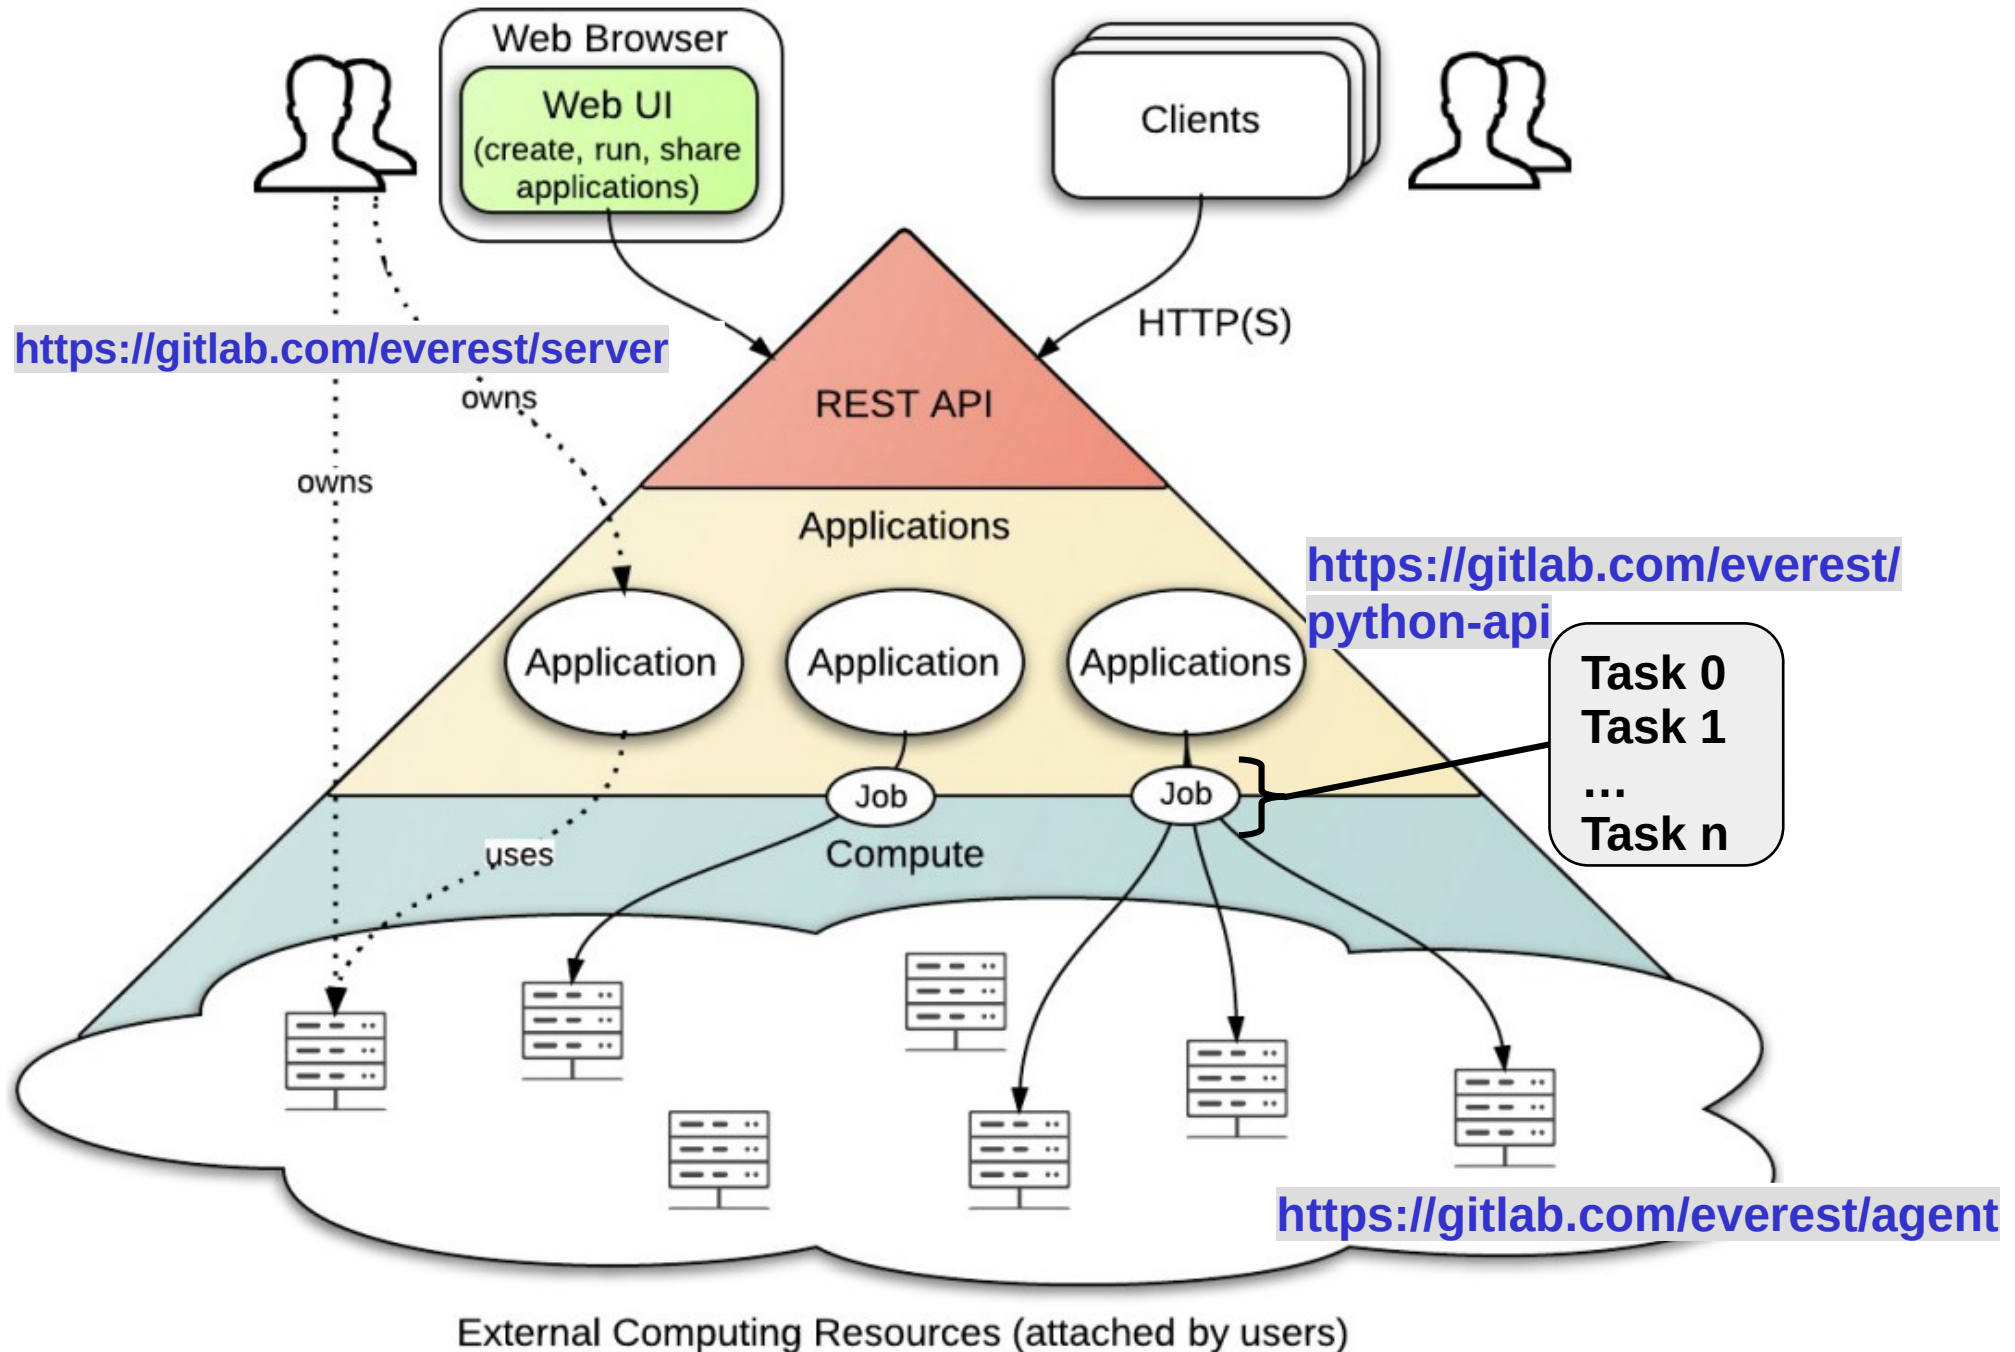 Web Browser
Web UI
(create, run, share
applications)
Clients
HTTP(S)
https://gitlab.com/everest/server
owns
REST API
owns
Applications
https://gitlab.com/everest/
python-api
Application
Application
Applications
Task 0
Task 1
...
Task n
Job
Job
uses
Compute
https://gitlab.com/everest/agent
External Computing Resources (attached by users)